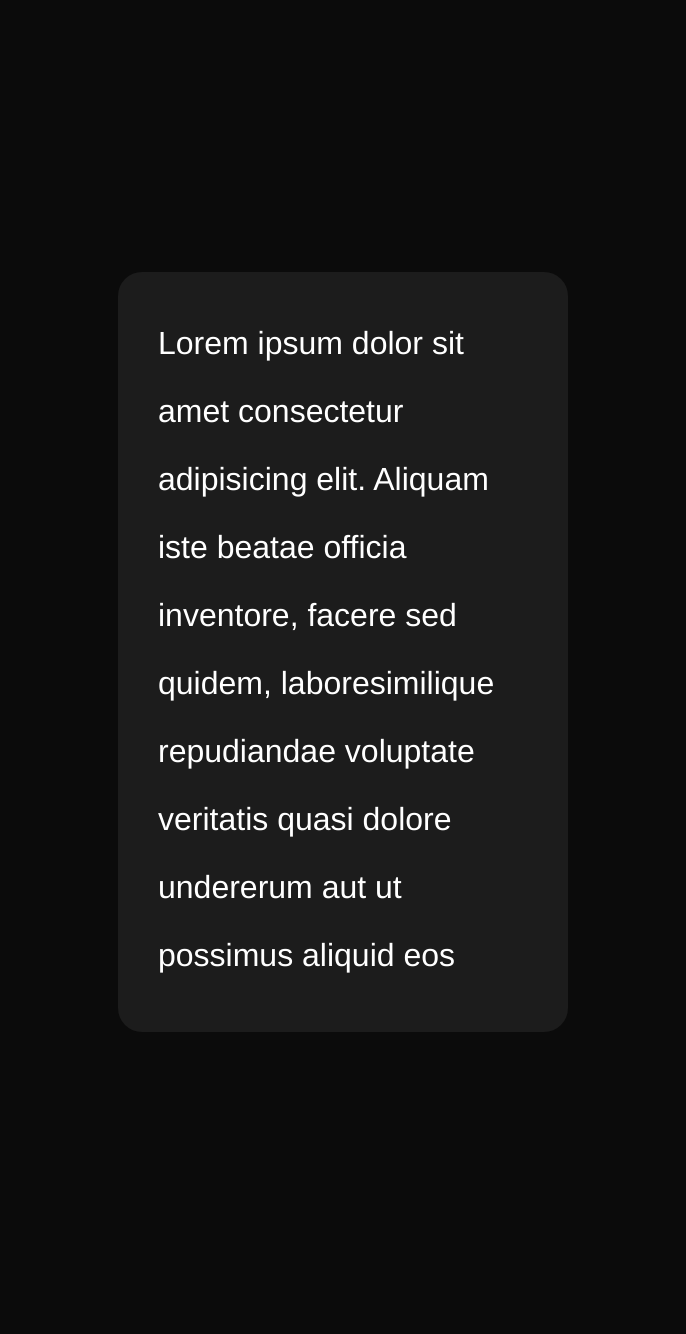 Lorem ipsum dolor sit
amet consectetur
adipisicing elit. Aliquam
iste beatae officia
inventore, facere sed
quidem, laboresimilique
repudiandae voluptate
veritatis quasi dolore
undererum aut ut
possimus aliquid eos